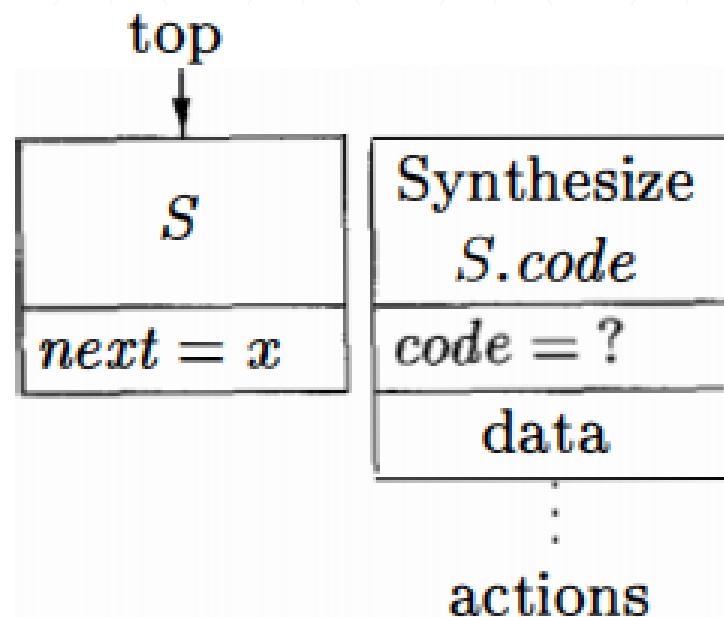 top
S
next = x
Synthesize
S.code
code = ?
data
actions